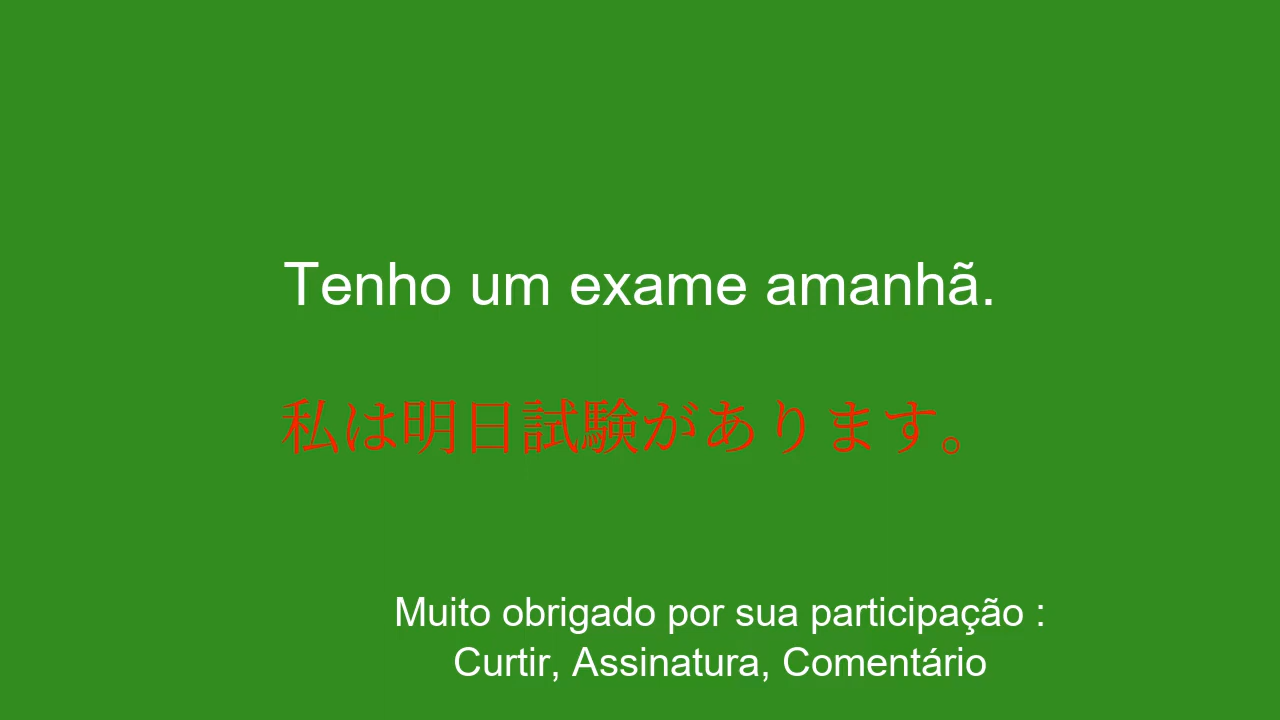 Tenho um exame amanhã.
私は明日試験があります。
Muito obrigado por sua participação :
Curtir, Assinatura, Comentário